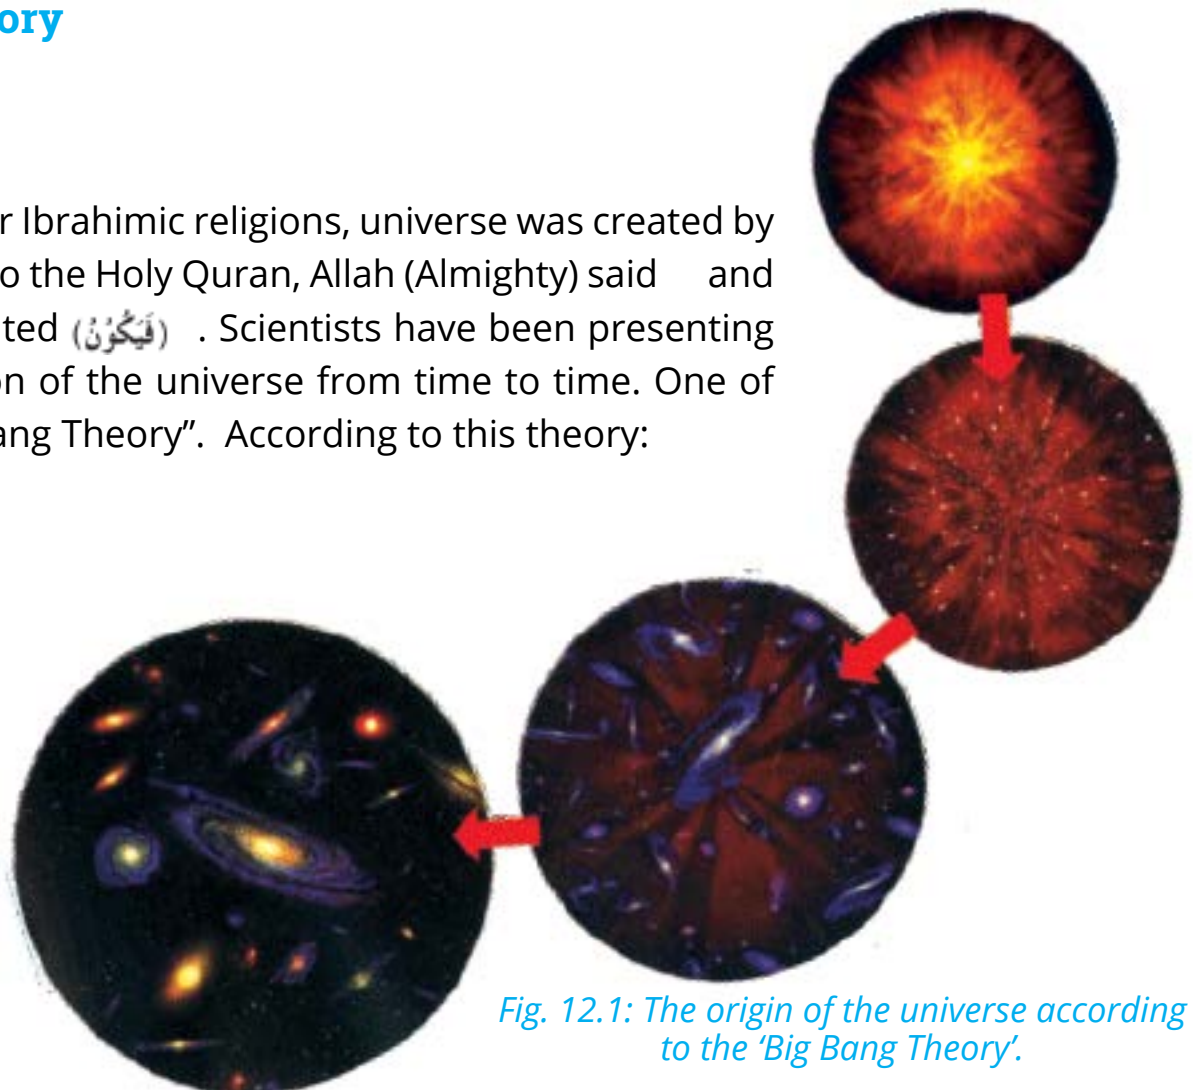 ory
r Ibrahimic religions, universe was created by
o the Holy Quran, Allah (Almighty) said and
ted (فَيَكُوْنُ) . Scientists have been presenting
on of the universe from time to time. One of
ang Theory”. According to this theory:
Fig. 12.1: The origin of the universe according
to the ‘Big Bang Theory’.